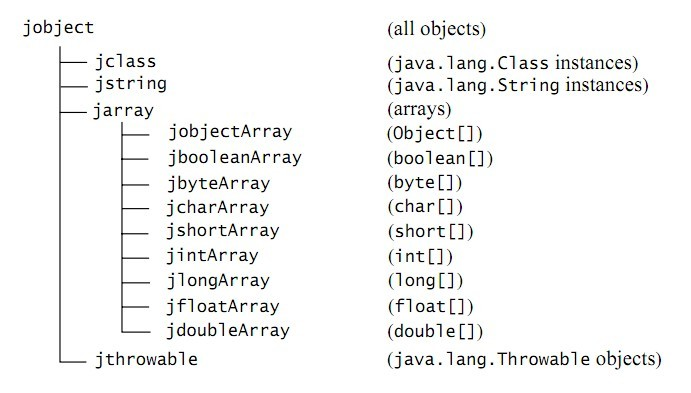 jobject (all objects)
jclass (java.lang.Class instances)
jstring (java.lang.String instances)
jarray (arrays)
jobjectArray (Object[])
jbooleanArray (boolean[])
jbyteArray (byte[])
jcharArray (char[])
jshortArray (short[])
jintArray (int[])
jlongArray (long[])
jfloatArray (float[])
jdoubleArray (double[])
jthrowable (java.lang.Throwable objects)